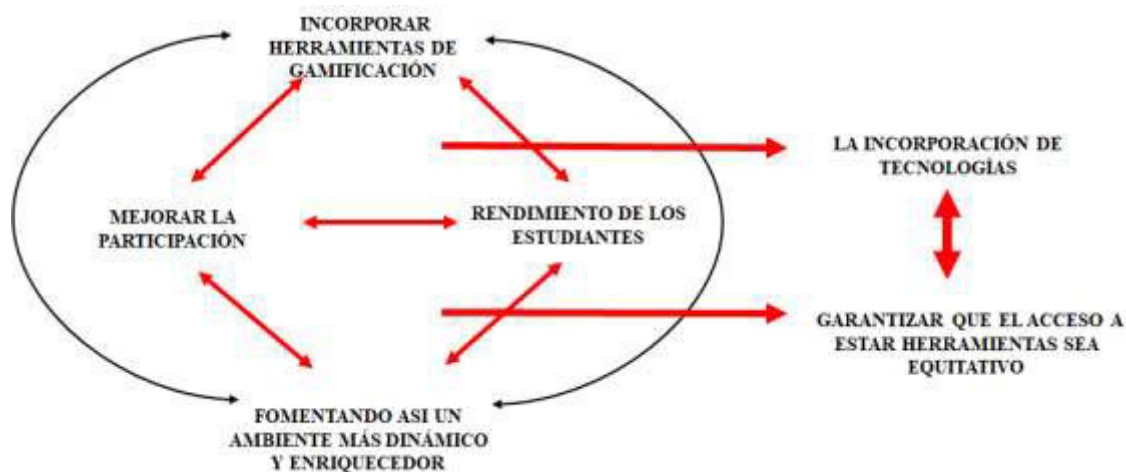 INCORPORAR
HERRAMIENTAS DE
GAMIFICACIÓN
LA INCORPORACIÓN DE
TECNOLOGÍAS
MEJORAR LA
PARTICIPACIÓN
RENDIMIENTO DE LOS
ESTUDIANTES
GARANTIZAR QUE EL ACCESO A
ESTAR HERRAMIENTAS SEA
EQUITATIVO
FOMENTANDO ASI UN
AMBIENTE MÁS DINÁMICO
Y ENRIQUECEDOR